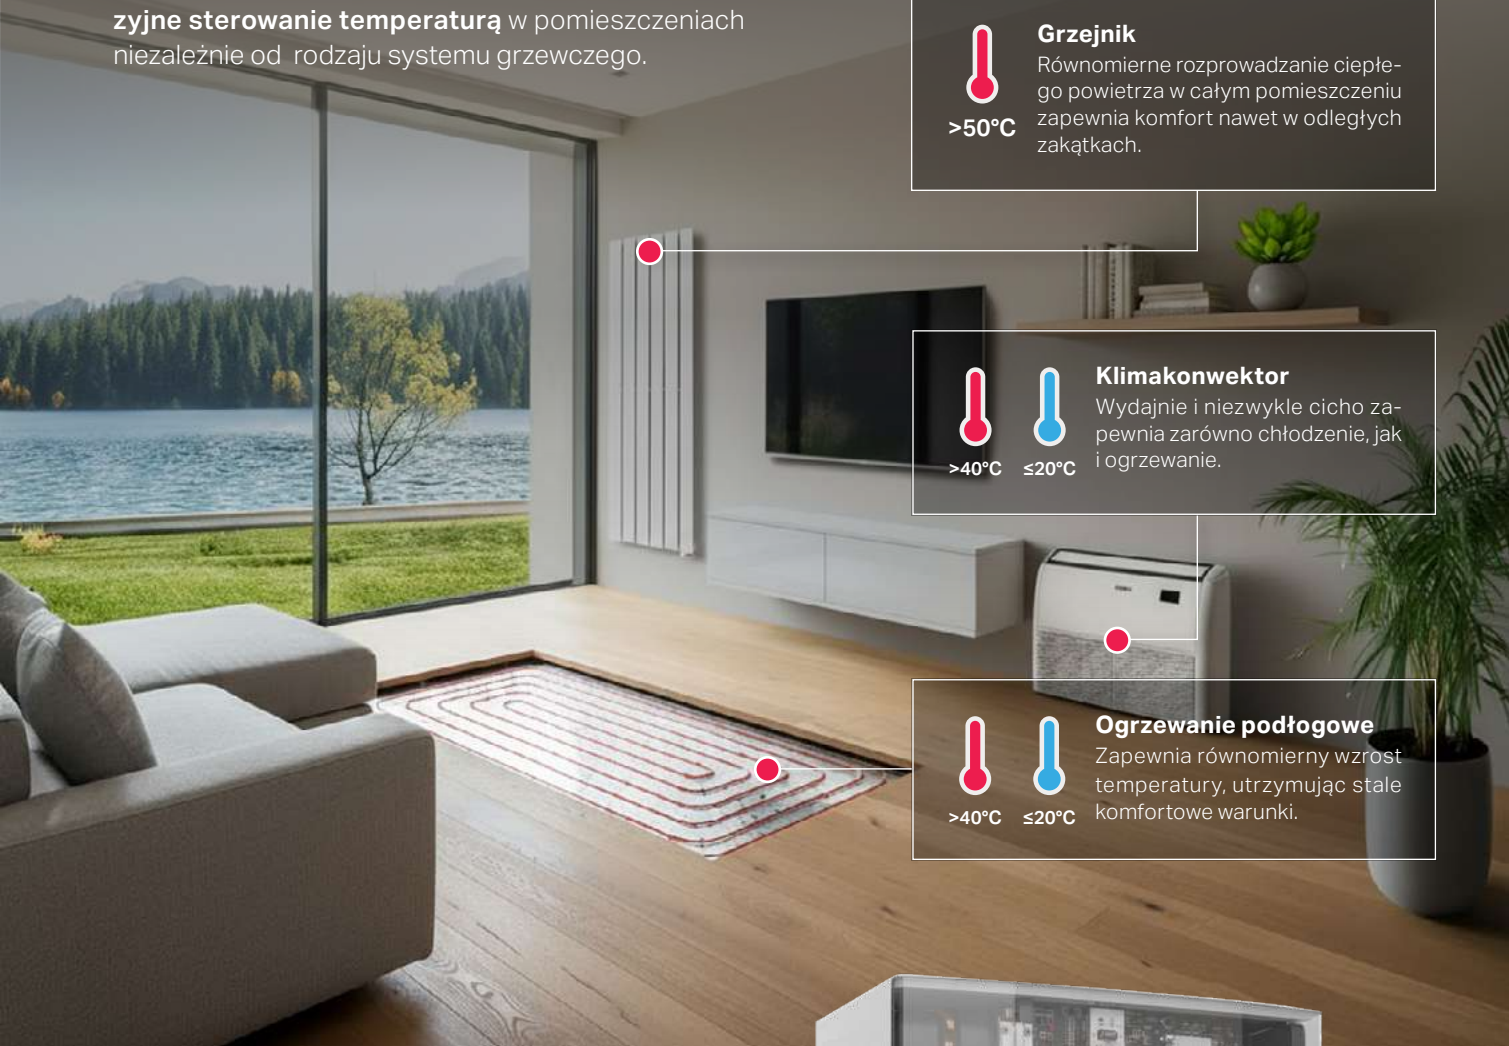 zyjne sterowanie temperaturą w pomieszczeniach
niezależnie od rodzaju systemu grzewczego.
Grzejnik
Równomierne rozprowadzanie ciepłe-
go powietrza w całym pomieszczeniu
zapewnia komfort nawet w odległych
zakątkach.
>50°C
Klimakonwektor
Wydajnie i niezwykle cicho za-
pewnia zarówno chłodzenie, jak
i ogrzewanie.
>40°C ≤20°C
Ogrzewanie podłogowe
Zapewnia równomierny wzrost
temperatury, utrzymując stale
komfortowe warunki.
>40°C ≤20°C